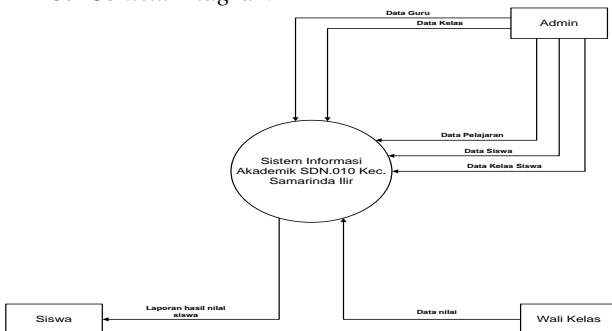 Data Guru
Data Kelas
Admin
Data Pelajaran
Data Siswa
Data Kelas Siswa
Sistem Informasi
Akademik SDN.010 Kec.
Samarinda Ilir
Laporan hasil nilai
siswa
Data nilai
Siswa
Wali Kelas